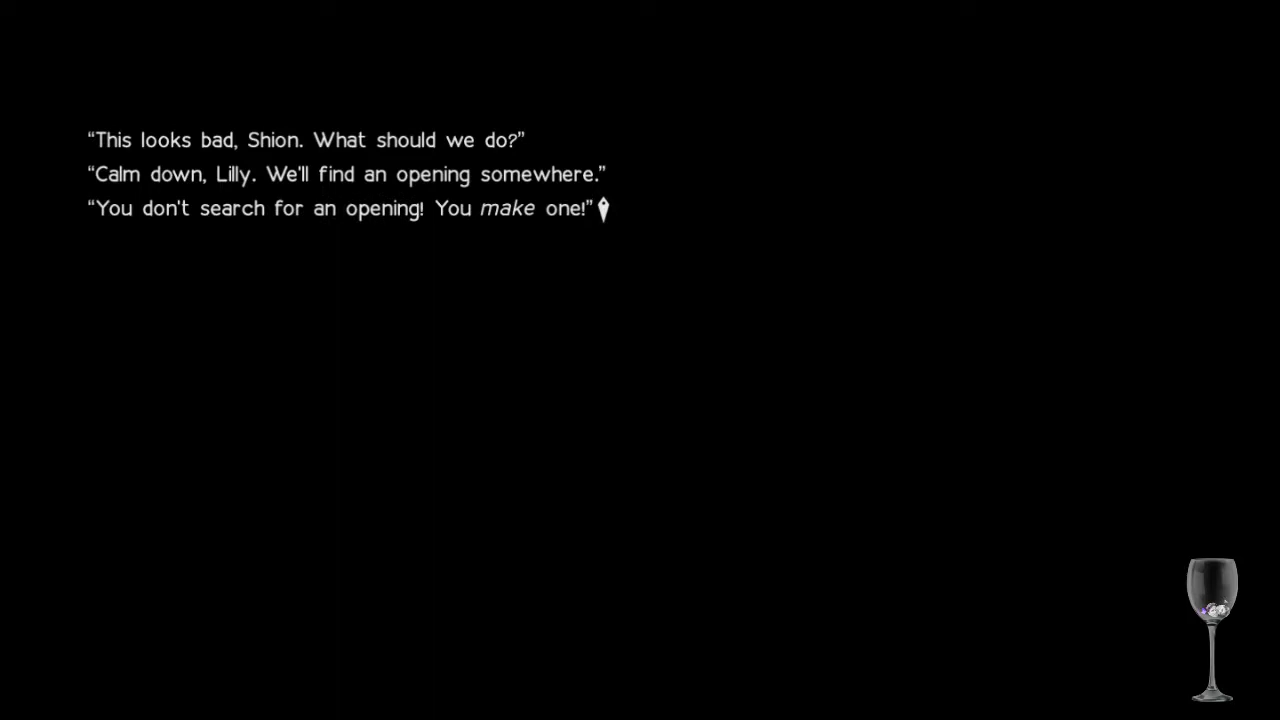 “This looks bad, Shion. What should we do?”
“Calm down, Lilly. We'll find an opening somewhere.”
“You don't search for an opening! You make one!”